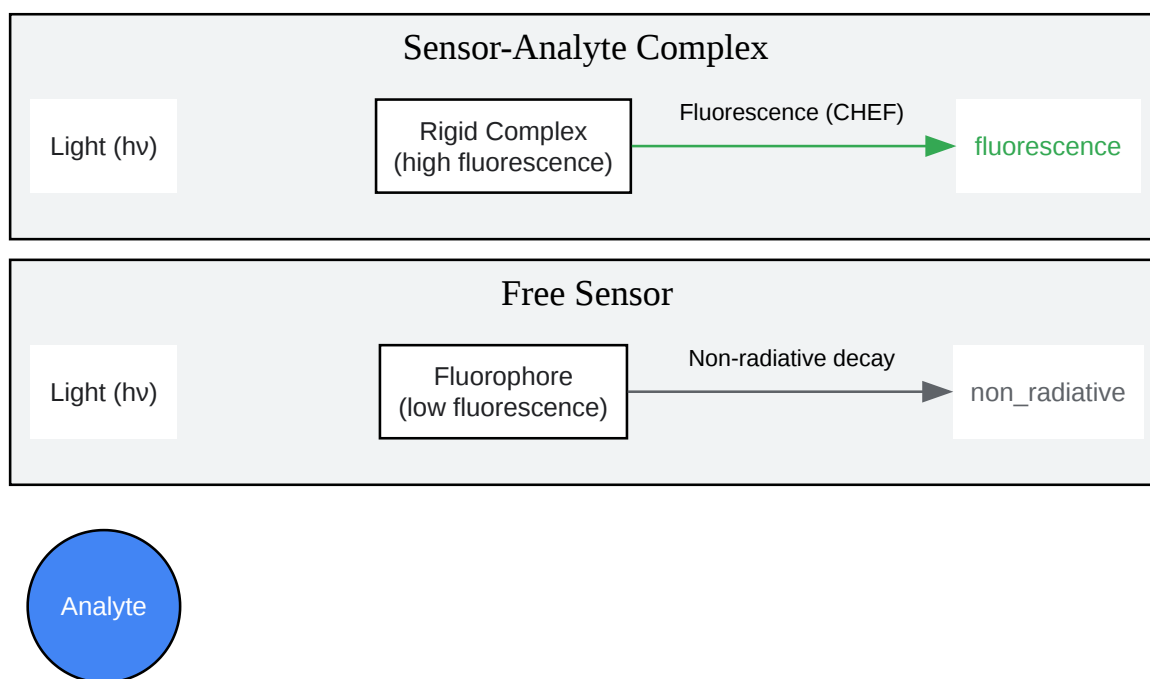 Sensor-Analyte Complex
Light (hν)
Rigid Complex
(high fluorescence)
Fluorescence (CHEF)
fluorescence
Free Sensor
Light (hν)
Fluorophore
(low fluorescence)
Non-radiative decay
non_radiative
Analyte